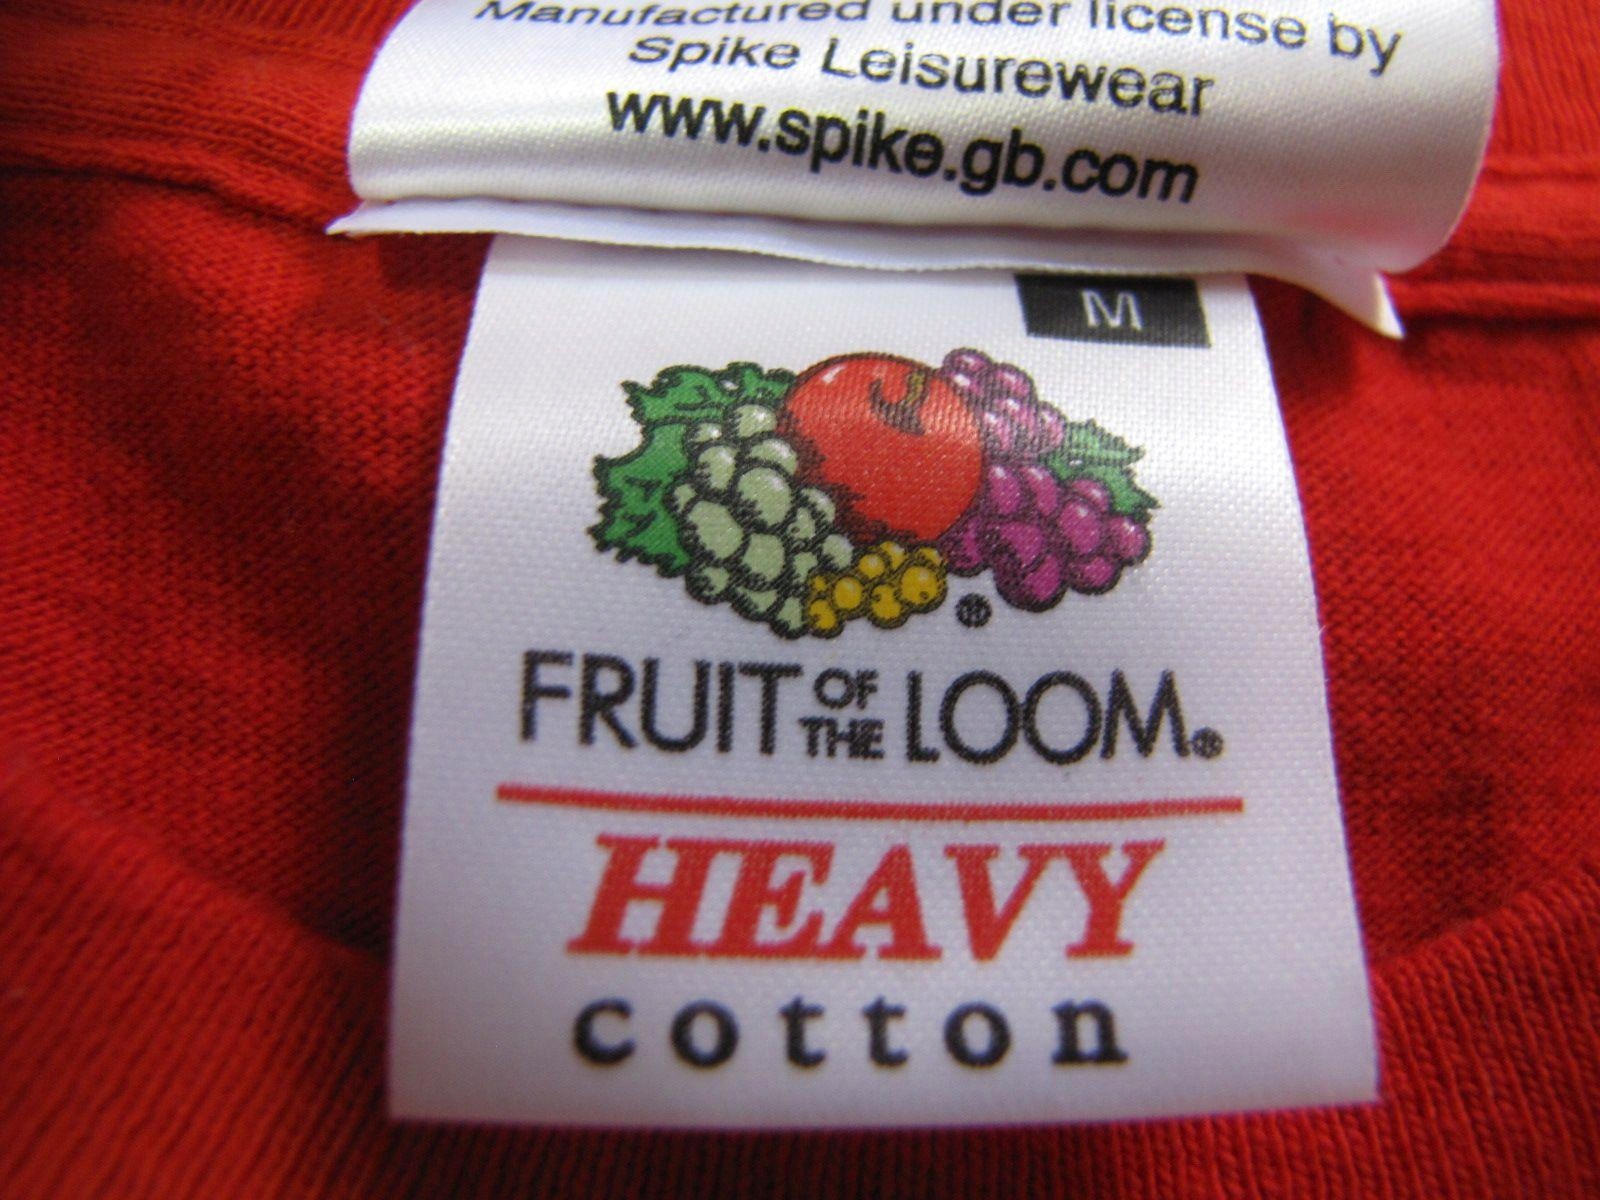 Manufactured under license by
Spike Leisurewear
www.spike.gb.com
M
®
FRUIT OF THE LOOM®
HEAVY
cotton